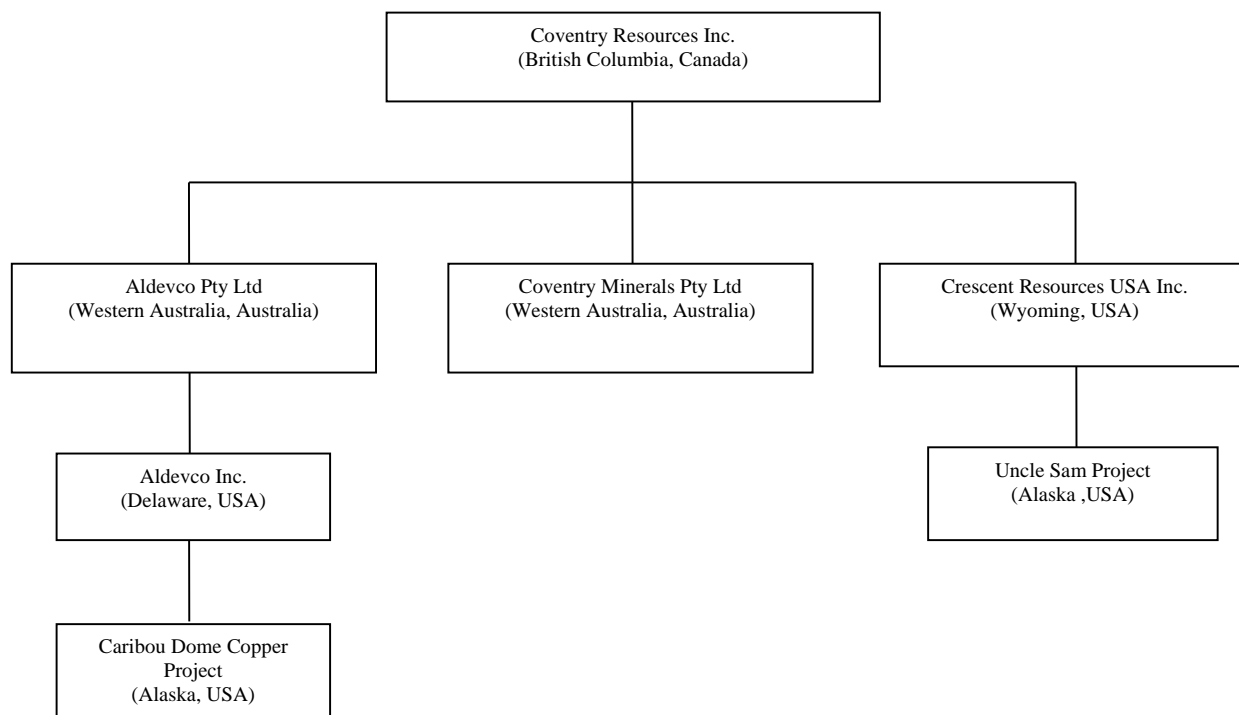 Coventry Resources Inc.
(British Columbia, Canada)
Aldevco Pty Ltd
(Western Australia, Australia)
Coventry Minerals Pty Ltd
(Western Australia, Australia)
Crescent Resources USA Inc.
(Wyoming, USA)
Aldevco Inc.
(Delaware, USA)
Uncle Sam Project
(Alaska ,USA)
Caribou Dome Copper
Project
(Alaska, USA)